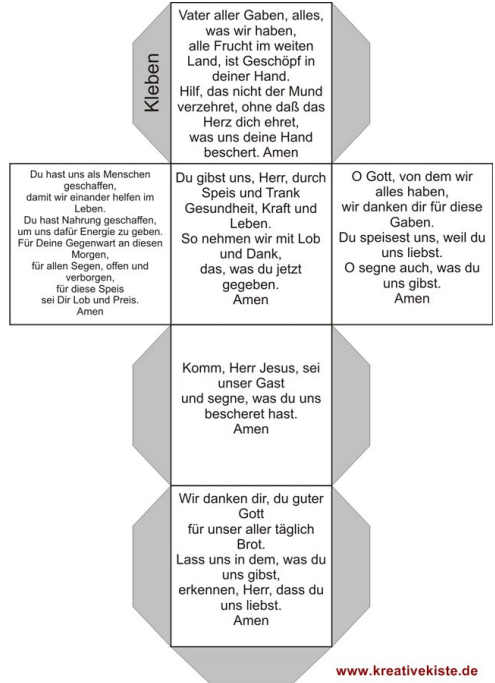 Kleben
Vater aller Gaben, alles,
was wir haben,
alle Frucht im weiten
Land, ist Geschöpf in
deiner Hand.
Hilf, das nicht der Mund
verzehret, ohne daß das
Herz dich ehret,
was uns deine Hand
beschert. Amen
Du hast uns als Menschen
geschaffen,
damit wir einander helfen im
Leben.
Du hast Nahrung geschaffen,
um uns dafür Energie zu geben.
Für Deine Gegenwart an diesen
Morgen,
für allen Segen, offen und
verborgen,
für diese Speis
sei Dir Lob und Preis.
Amen
Du gibst uns, Herr, durch
Speis und Trank
Gesundheit, Kraft und
Leben.
So nehmen wir mit Lob
und Dank,
das, was du jetzt
gegeben.
Amen
O Gott, von dem wir
alles haben,
wir danken dir für diese
Gaben.
Du speisest uns, weil du
uns liebst.
O segne auch, was du
uns gibst.
Amen
Komm, Herr Jesus, sei
unser Gast
und segne, was du uns
bescheret hast.
Amen
Wir danken dir, du guter
Gott
für unser aller täglich
Brot.
Lass uns in dem, was du
uns gibst,
erkennen, Herr, dass du
uns liebst.
Amen
www.kreativekiste.de